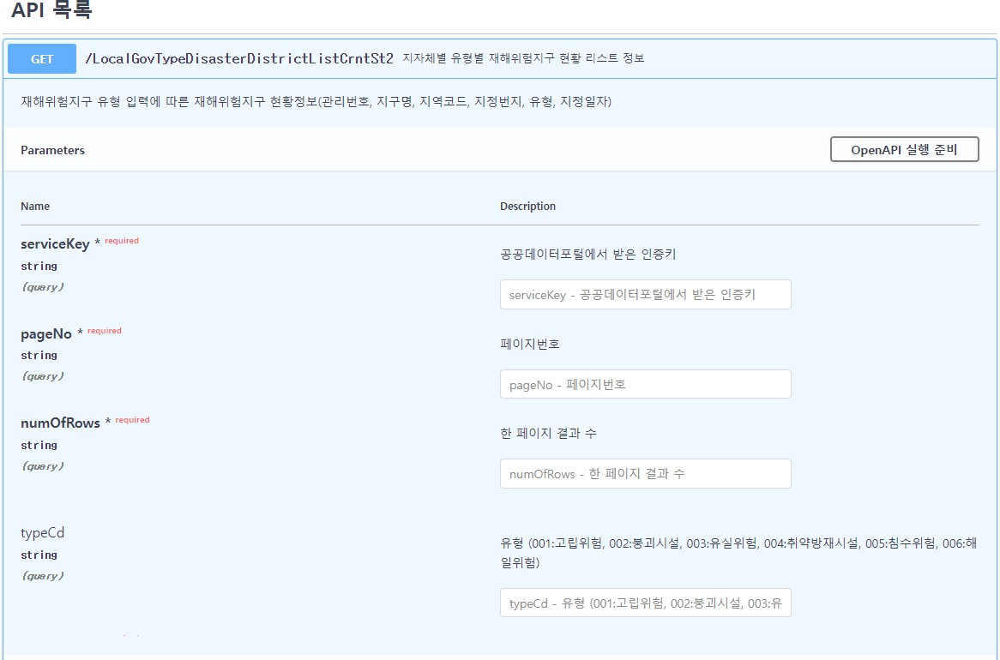 API 목록
GET /LocalGovTypeDisasterDistrictListCrntSt2 지자체별 유형별 재해위험지구 현황 리스트 정보
재해위험지구 유형 입력에 따른 재해위험지구 현황정보(관리번호, 지구명, 지역코드, 지정번지, 유형, 지정일자)
Parameters OpenAPI 실행 준비
Name Description
serviceKey * required
공공데이터포털에서 받은 인증키
string
(query)
serviceKey - 공공데이터포털에서 받은 인증키
pageNo * required
페이지번호
string
(query)
pageNo - 페이지번호
numOfRows * required
한 페이지 결과 수
string
(query)
numOfRows - 한 페이지 결과 수
typeCd
유형 (001:고립위험, 002:붕괴시설, 003:유실위험, 004:취약방재시설, 005:침수위험, 006:해
일위험)
string
(query)
typeCd - 유형 (001:고립위험, 002:붕괴시설, 003:유